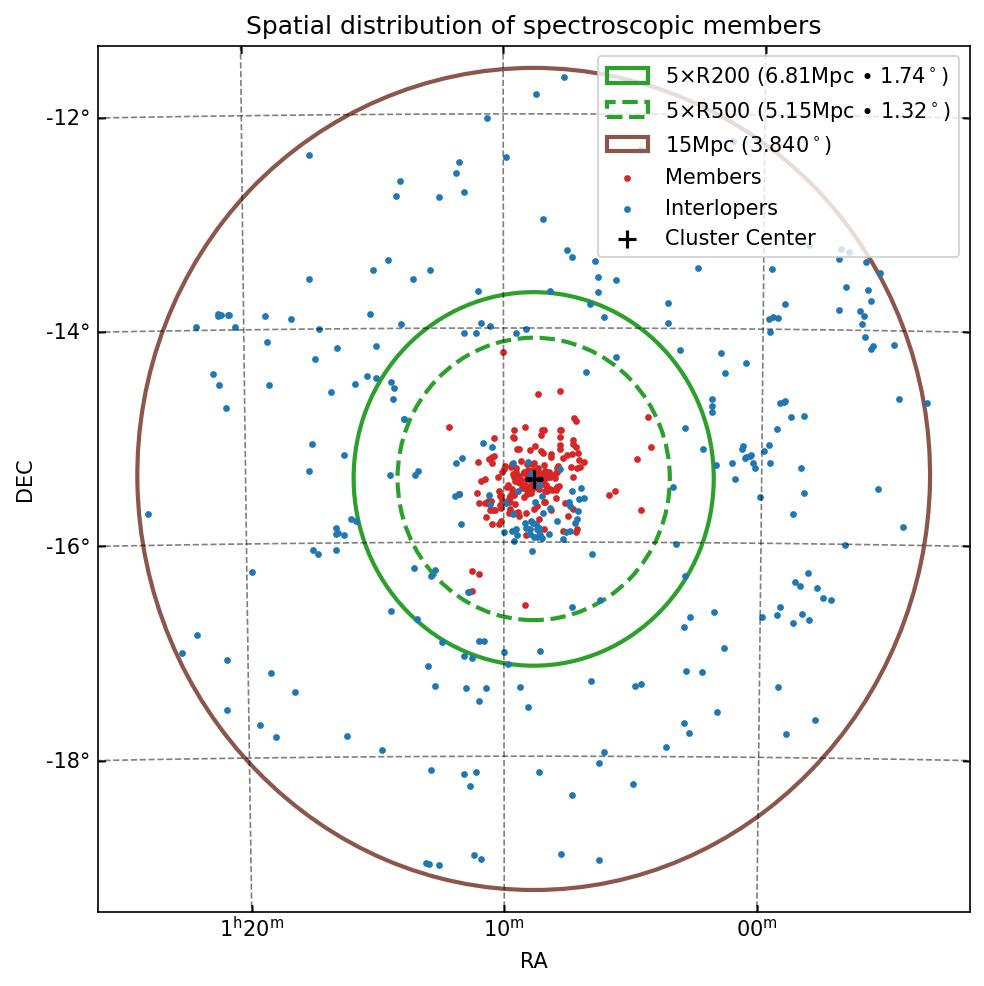 Spatial distribution of spectroscopic members
5×R200 (6.81Mpc • 1.74°)
5×R500 (5.15Mpc • 1.32°)
15Mpc (3.840°)
Members
Interlopers
Cluster Center
-12°
-14°
-16°
-18°
DEC
1ʰ20ᵐ 10ᵐ 00ᵐ
RA